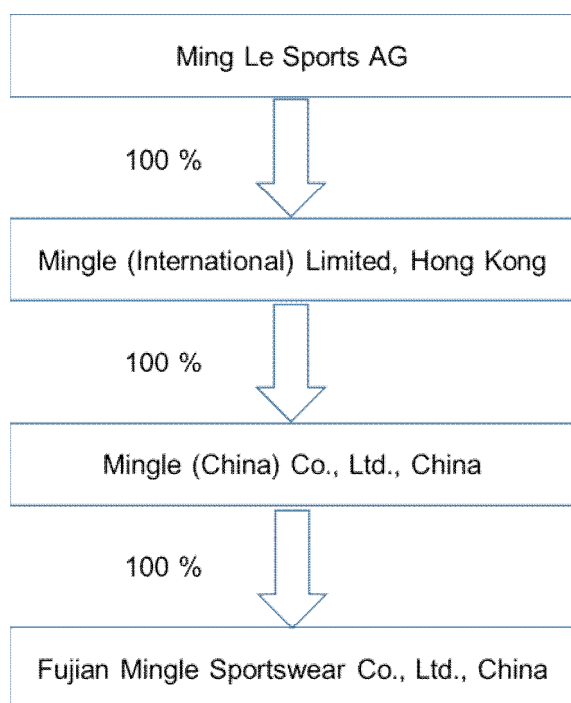 Ming Le Sports AG
100 %
Mingle (International) Limited, Hong Kong
100 %
Mingle (China) Co., Ltd., China
100 %
Fujian Mingle Sportswear Co., Ltd., China